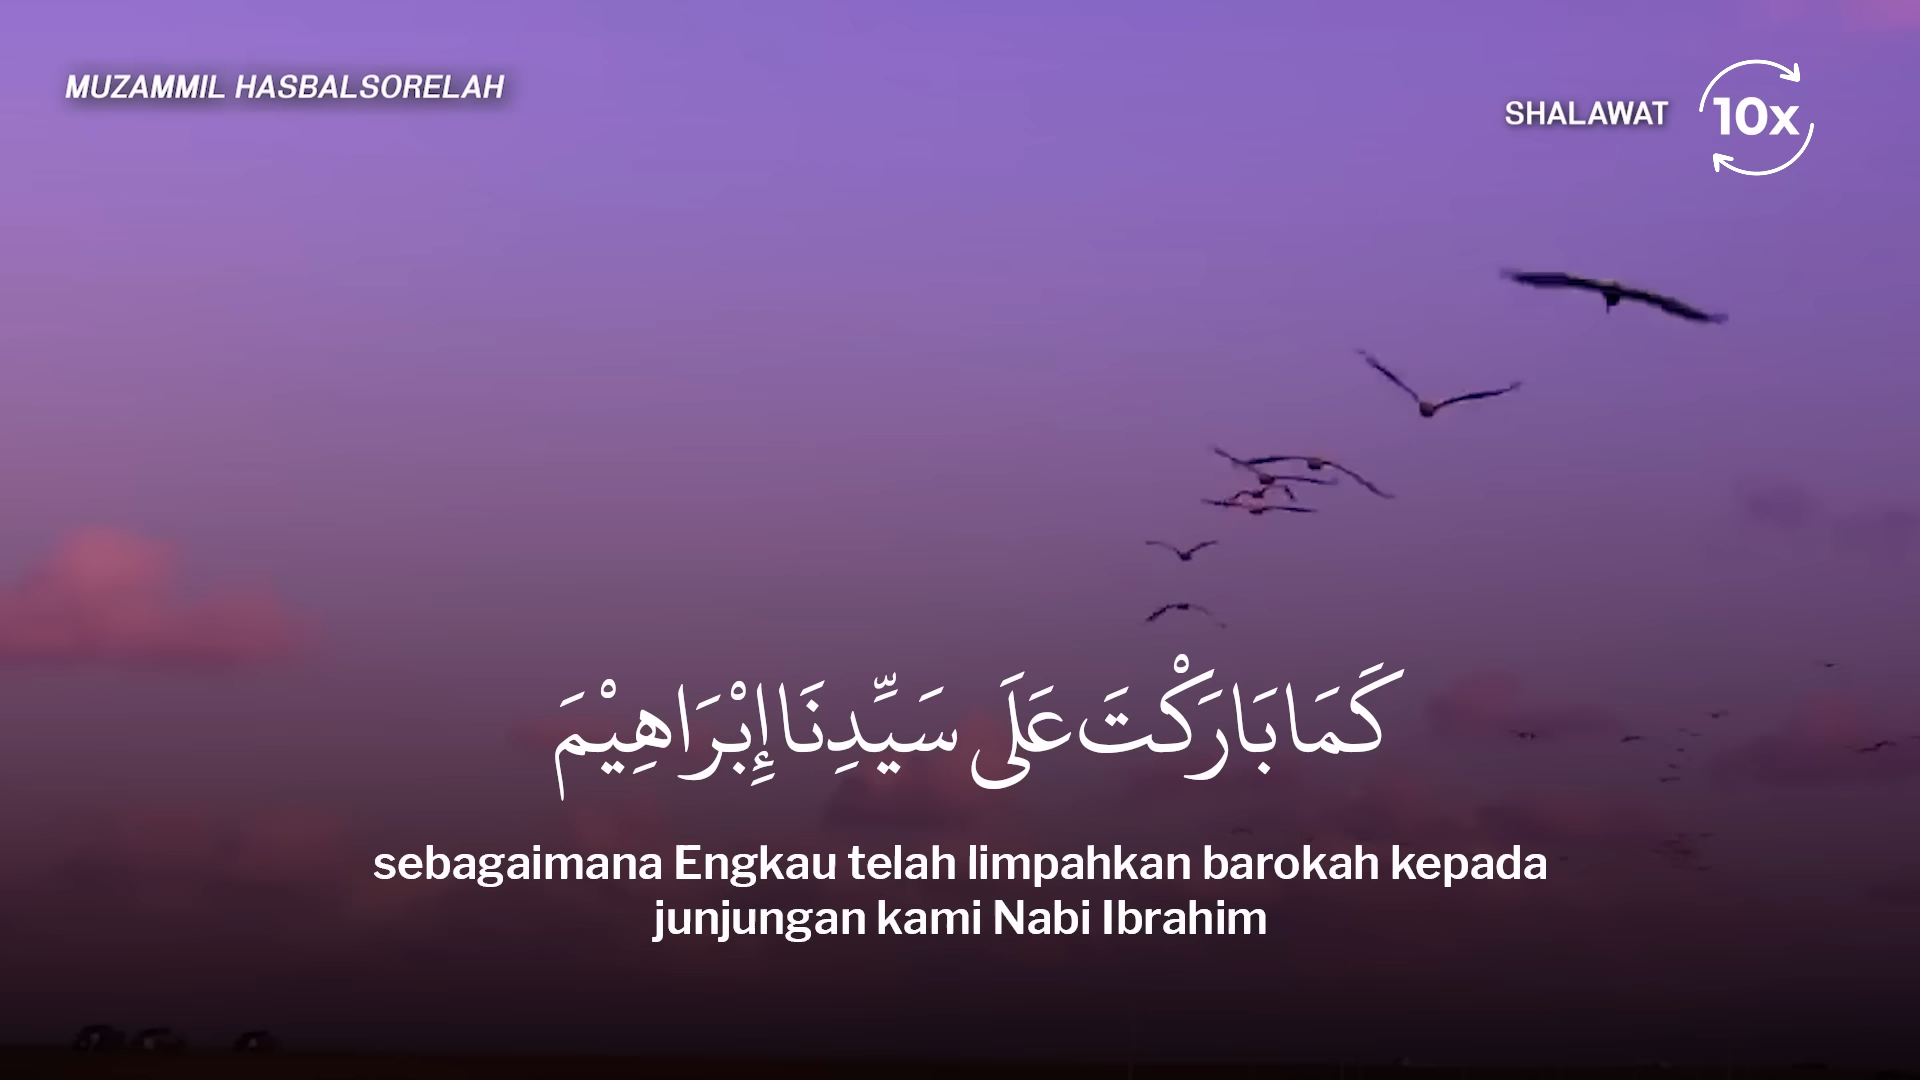 MUZAMMIL HASBALSORELAH
SHALAWAT
10x
كَمَا بَارَكْتَ عَلَى سَيِّدِنَا إِبْرَاهِيْمَ
sebagaimana Engkau telah limpahkan barokah kepada
junjungan kami Nabi Ibrahim